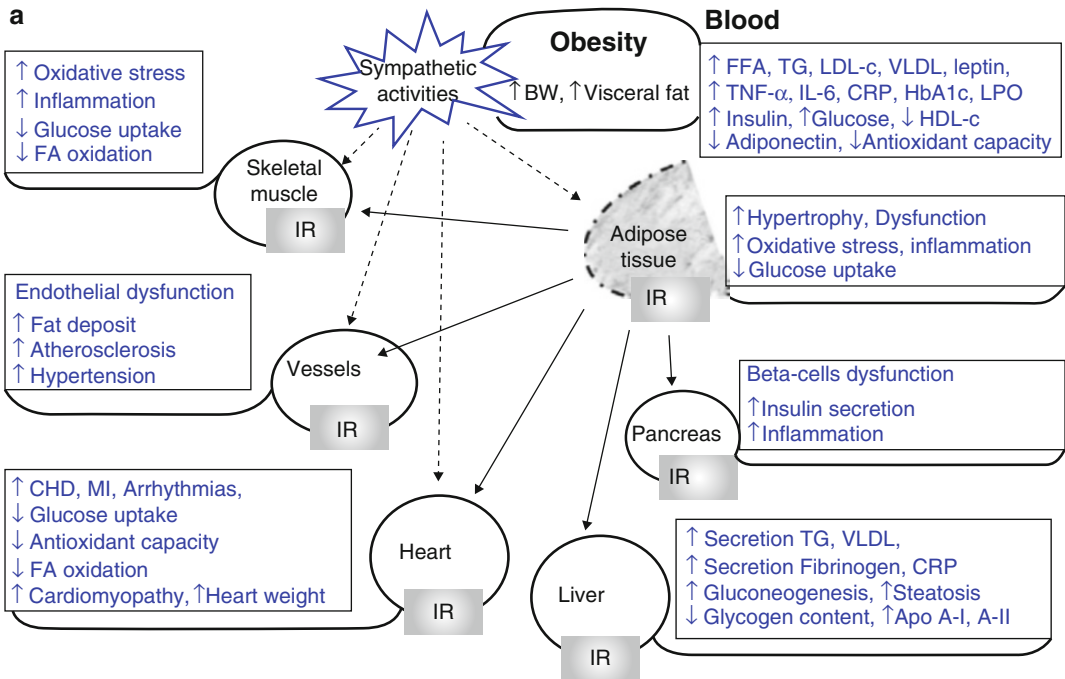 a
Obesity
↑BW, ↑Visceral fat
Blood
↑ FFA, TG, LDL-c, VLDL, leptin,
↑ TNF-α, IL-6, CRP, HbA1c, LPO
↑ Insulin, ↑Glucose, ↓ HDL-c
↓ Adiponectin, ↓Antioxidant capacity
Sympathetic
activities
↑ Oxidative stress
↑ Inflammation
↓ Glucose uptake
↓ FA oxidation
Skeletal
muscle
IR
Adipose
tissue
IR
↑Hypertrophy, Dysfunction
↑Oxidative stress, inflammation
↓Glucose uptake
Endothelial dysfunction
↑ Fat deposit
↑ Atherosclerosis
↑ Hypertension
Vessels
IR
Pancreas
IR
Beta-cells dysfunction
↑Insulin secretion
↑Inflammation
↑ CHD, MI, Arrhythmias,
↓ Glucose uptake
↓ Antioxidant capacity
↓ FA oxidation
↑ Cardiomyopathy, ↑Heart weight
Heart
IR
Liver
IR
↑ Secretion TG, VLDL,
↑ Secretion Fibrinogen, CRP
↑ Gluconeogenesis, ↑Steatosis
↓ Glycogen content, ↑Apo A-I, A-II